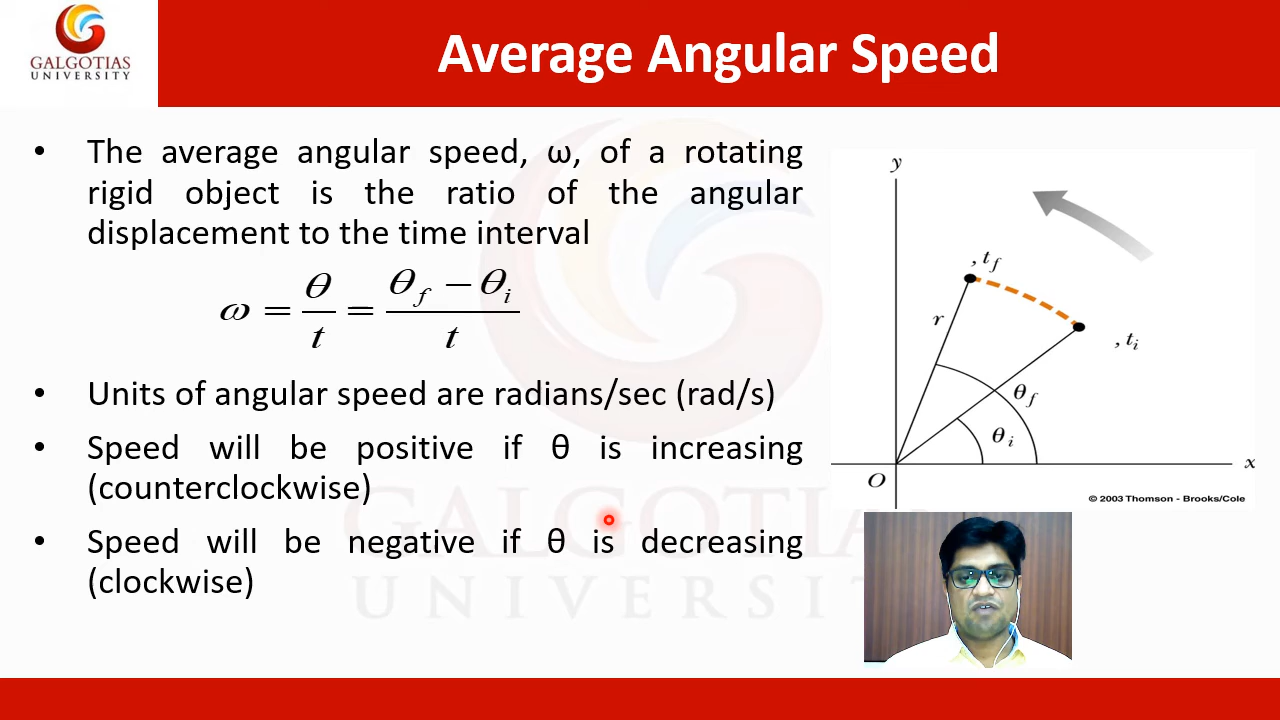 GALGOTIAS
UNIVERSITY
Average Angular Speed
• The average angular speed, ω, of a rotating
rigid object is the ratio of the angular
displacement to the time interval
ω = θ / t = (θf − θi) / t
• Units of angular speed are radians/sec (rad/s)
• Speed will be positive if θ is increasing
(counterclockwise)
• Speed will be negative if θ is decreasing
(clockwise)
y
, tf
r
, ti
θf
θi
x
O
© 2003 Thomson - Brooks/Cole
GALGOTIAS
UNIVERSITY